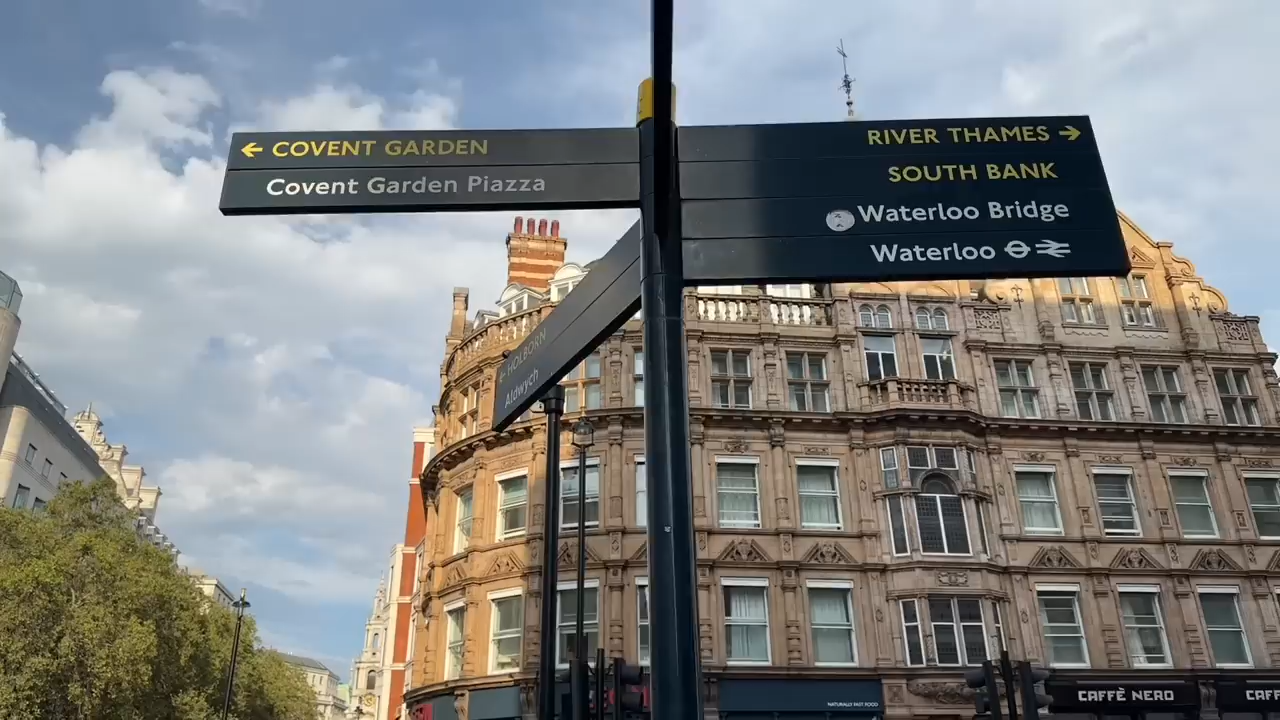 ← COVENT GARDEN
Covent Garden Piazza
RIVER THAMES →
SOUTH BANK
Waterloo Bridge
Waterloo
← HOLBORN
Aldwych
NATURALLY FAST FOOD
CAFFÈ NERO
CAFF